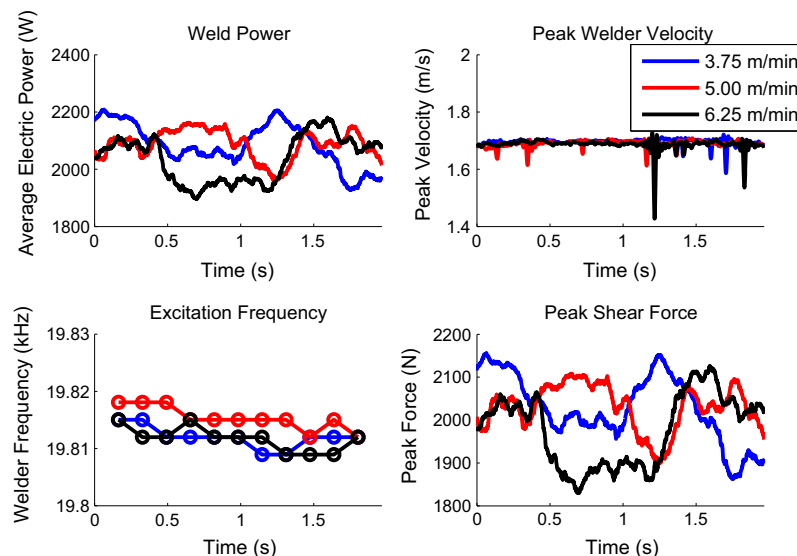 Weld Power
Average Electric Power (W)
2400
2200
2000
1800
0
0.5
1
1.5
Time (s)
Peak Welder Velocity
Peak Velocity (m/s)
2
1.8
1.6
1.4
0
0.5
1
1.5
Time (s)
3.75 m/min
5.00 m/min
6.25 m/min
Excitation Frequency
Welder Frequency (kHz)
19.83
19.82
19.81
19.8
0
0.5
1
1.5
Time (s)
Peak Shear Force
Peak Force (N)
2200
2100
2000
1900
1800
0
0.5
1
1.5
Time (s)